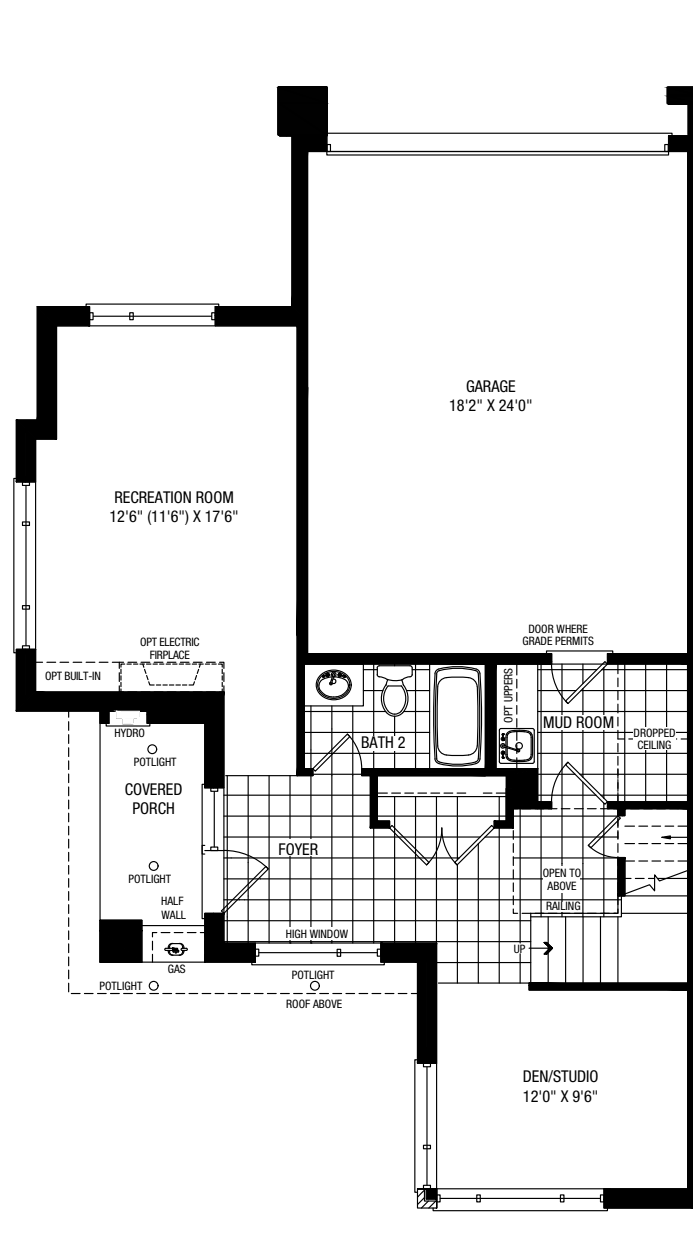 GARAGE
18'2" X 24'0"
RECREATION ROOM
12'6" (11'6") X 17'6"
DOOR WHERE
GRADE PERMITS
OPT ELECTRIC
FIRPLACE
OPT BUILT-IN
OPT UPPERS
MUD ROOM
DROPPED
CEILING
BATH 2
HYDRO
POTLIGHT
COVERED
PORCH
FOYER
POTLIGHT
OPEN TO
ABOVE
HALF
WALL
RAILING
HIGH WINDOW
UP
GAS
POTLIGHT
POTLIGHT
ROOF ABOVE
DEN/STUDIO
12'0" X 9'6"